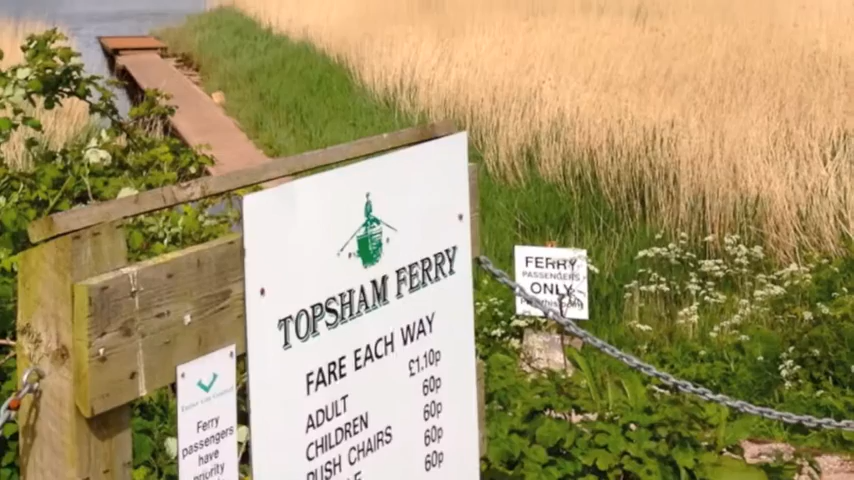 TOPSHAM FERRY
FARE EACH WAY
£1.10p
ADULT 60p
CHILDREN 60p
PUSH CHAIRS 60p
60p
Ferry
passengers
have
priority
FERRY
PASSENGERS
ONLY